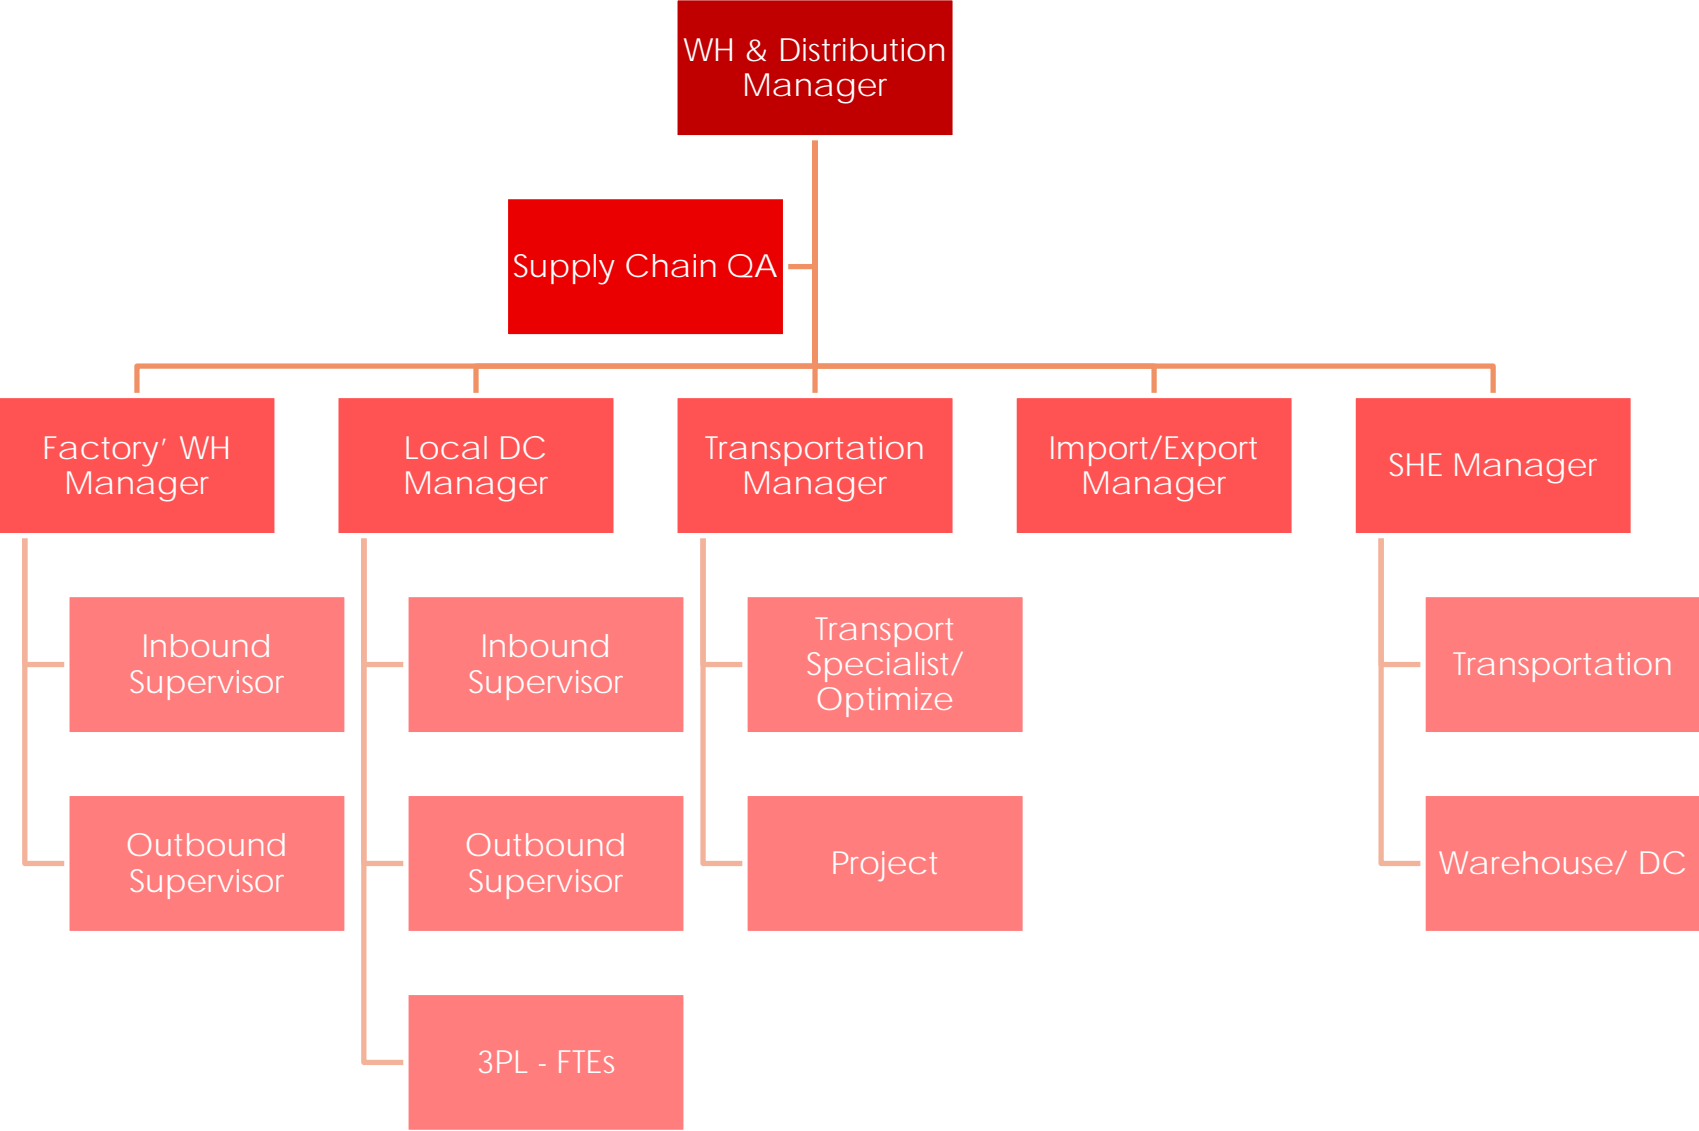 WH & Distribution
Manager
Supply Chain QA
Factory’ WH
Manager
Local DC
Manager
Transportation
Manager
Import/Export
Manager
SHE Manager
Inbound
Supervisor
Inbound
Supervisor
Transport
Specialist/
Optimize
Transportation
Outbound
Supervisor
Outbound
Supervisor
Project
Warehouse/ DC
3PL - FTEs